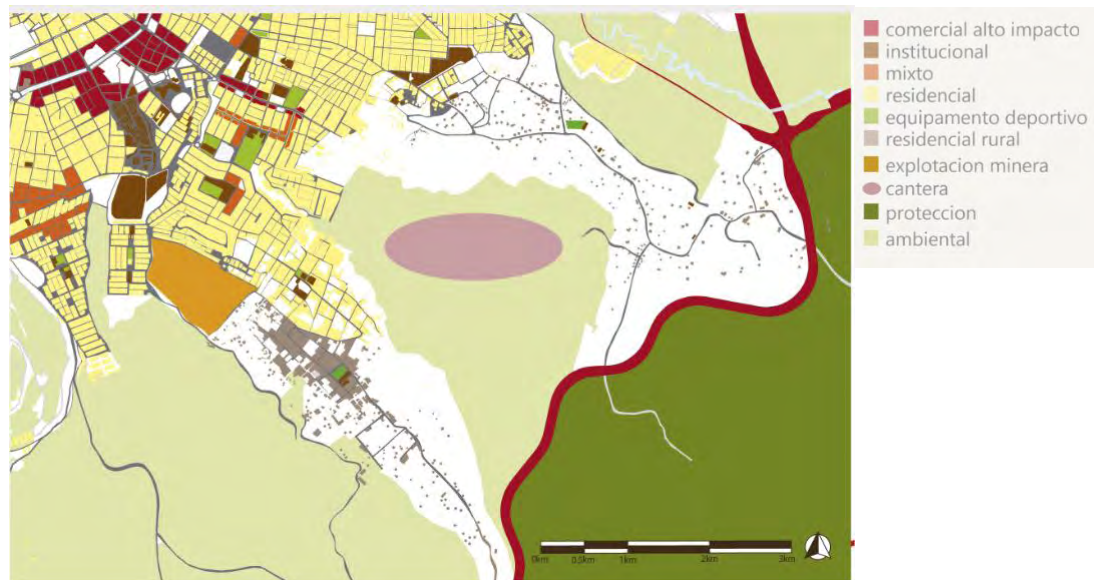 comercial alto impacto
institucional
mixto
residencial
equipamento deportivo
residencial rural
explotacion minera
cantera
proteccion
ambiental
0km 0,5km 1km 2km 3km